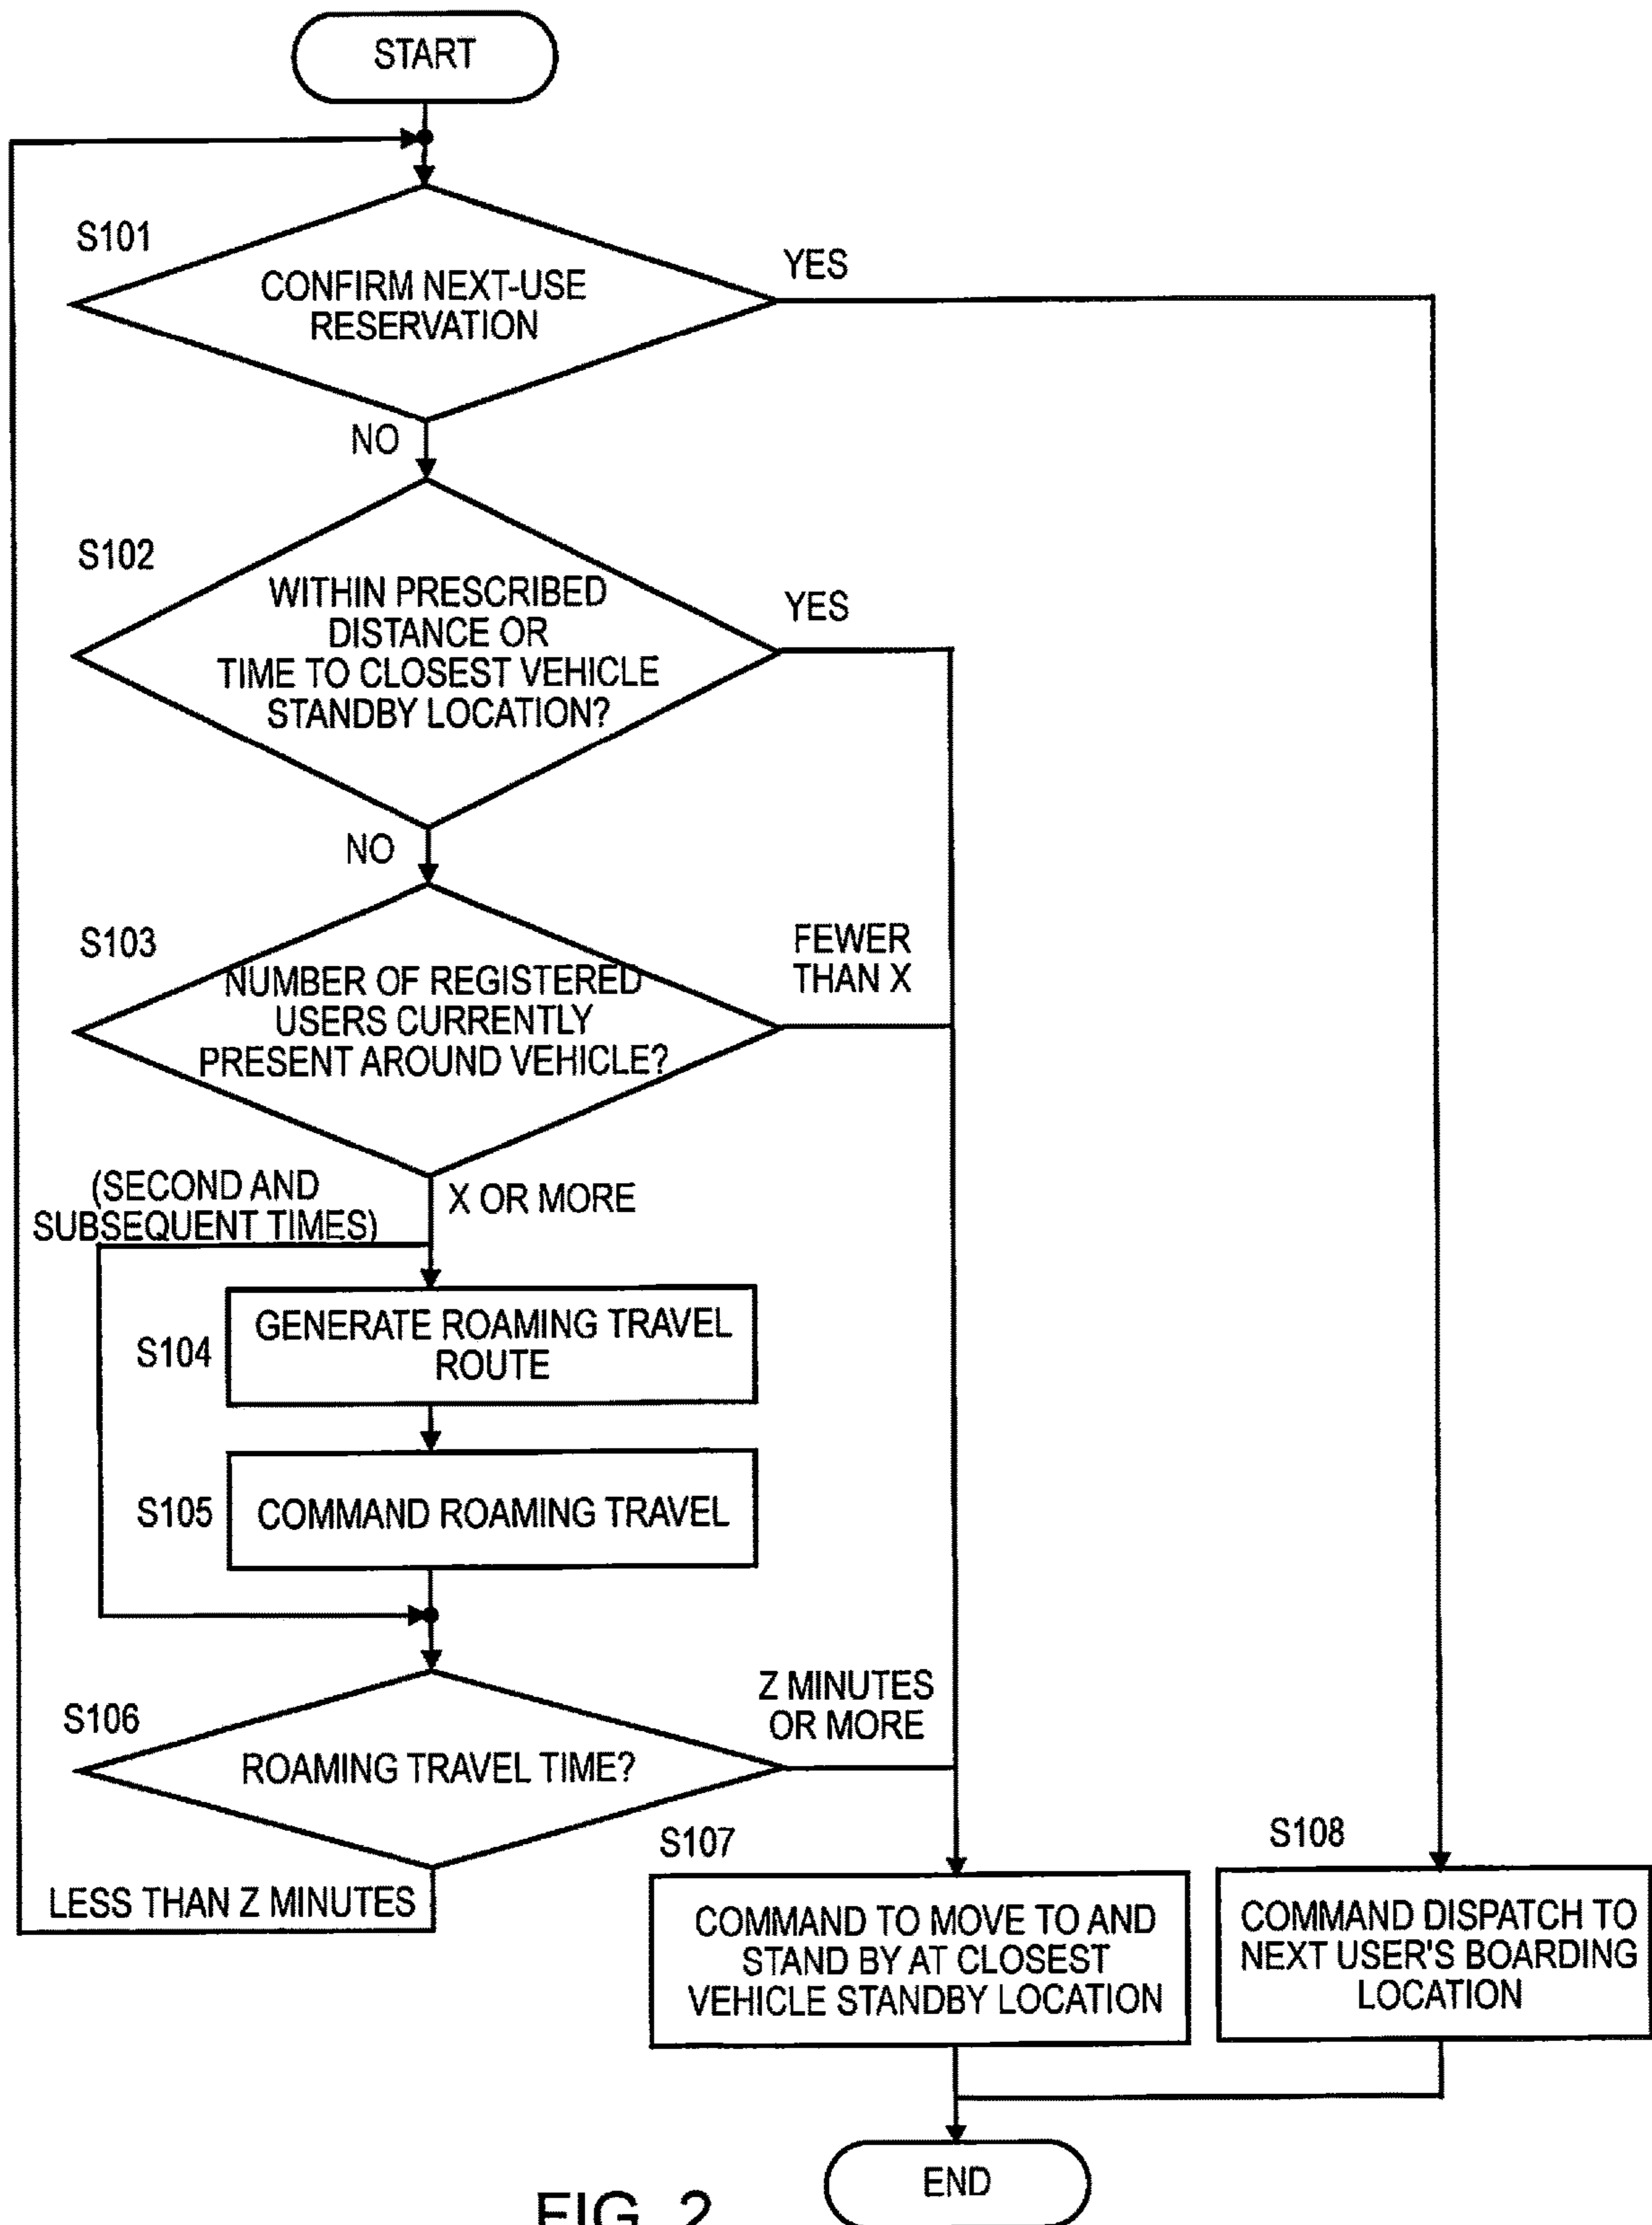 START
S101
CONFIRM NEXT-USE
RESERVATION
YES
NO
S102
WITHIN PRESCRIBED
DISTANCE OR
TIME TO CLOSEST VEHICLE
STANDBY LOCATION?
YES
NO
S103
NUMBER OF REGISTERED
USERS CURRENTLY
PRESENT AROUND VEHICLE?
FEWER
THAN X
(SECOND AND
SUBSEQUENT TIMES)
X OR MORE
S104
GENERATE ROAMING TRAVEL
ROUTE
S105
COMMAND ROAMING TRAVEL
S106
ROAMING TRAVEL TIME?
Z MINUTES
OR MORE
LESS THAN Z MINUTES
S107
COMMAND TO MOVE TO AND
STAND BY AT CLOSEST
VEHICLE STANDBY LOCATION
S108
COMMAND DISPATCH TO
NEXT USER'S BOARDING
LOCATION
END
FIG. 2